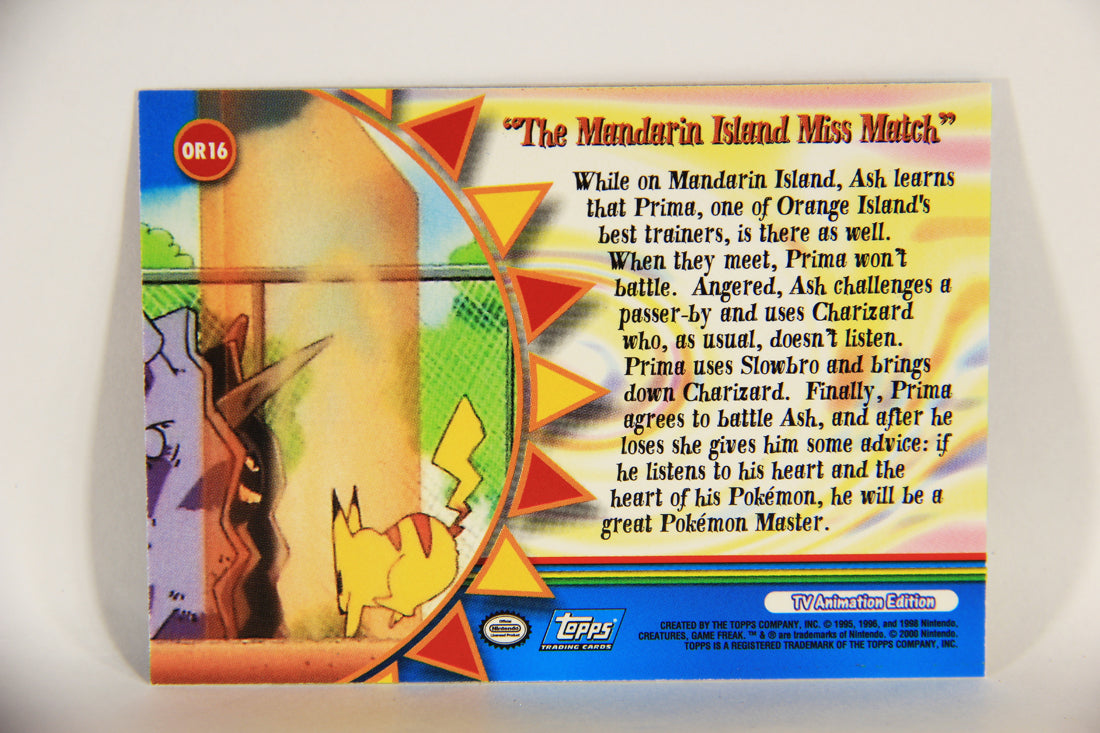 OR16
"The Mandarin Island Miss Match"
While on Mandarin Island, Ash learns
that Prima, one of Orange Island's
best trainers, is there as well.
When they meet, Prima won't
battle. Angered, Ash challenges a
passer-by and uses Charizard
who, as usual, doesn't listen.
Prima uses Slowbro and brings
down Charizard. Finally, Prima
agrees to battle Ash, and after he
loses she gives him some advice: if
he listens to his heart and the
heart of his Pokémon, he will be a
great Pokémon Master.
TV Animation Edition
Official
Nintendo
Licensed Product
topps
TRADING CARDS
CREATED BY THE TOPPS COMPANY, INC. © 1995, 1996, and 1998 Nintendo,
CREATURES, GAME FREAK. ™ & ® are trademarks of Nintendo. © 2000 Nintendo.
TOPPS IS A REGISTERED TRADEMARK OF THE TOPPS COMPANY, INC.